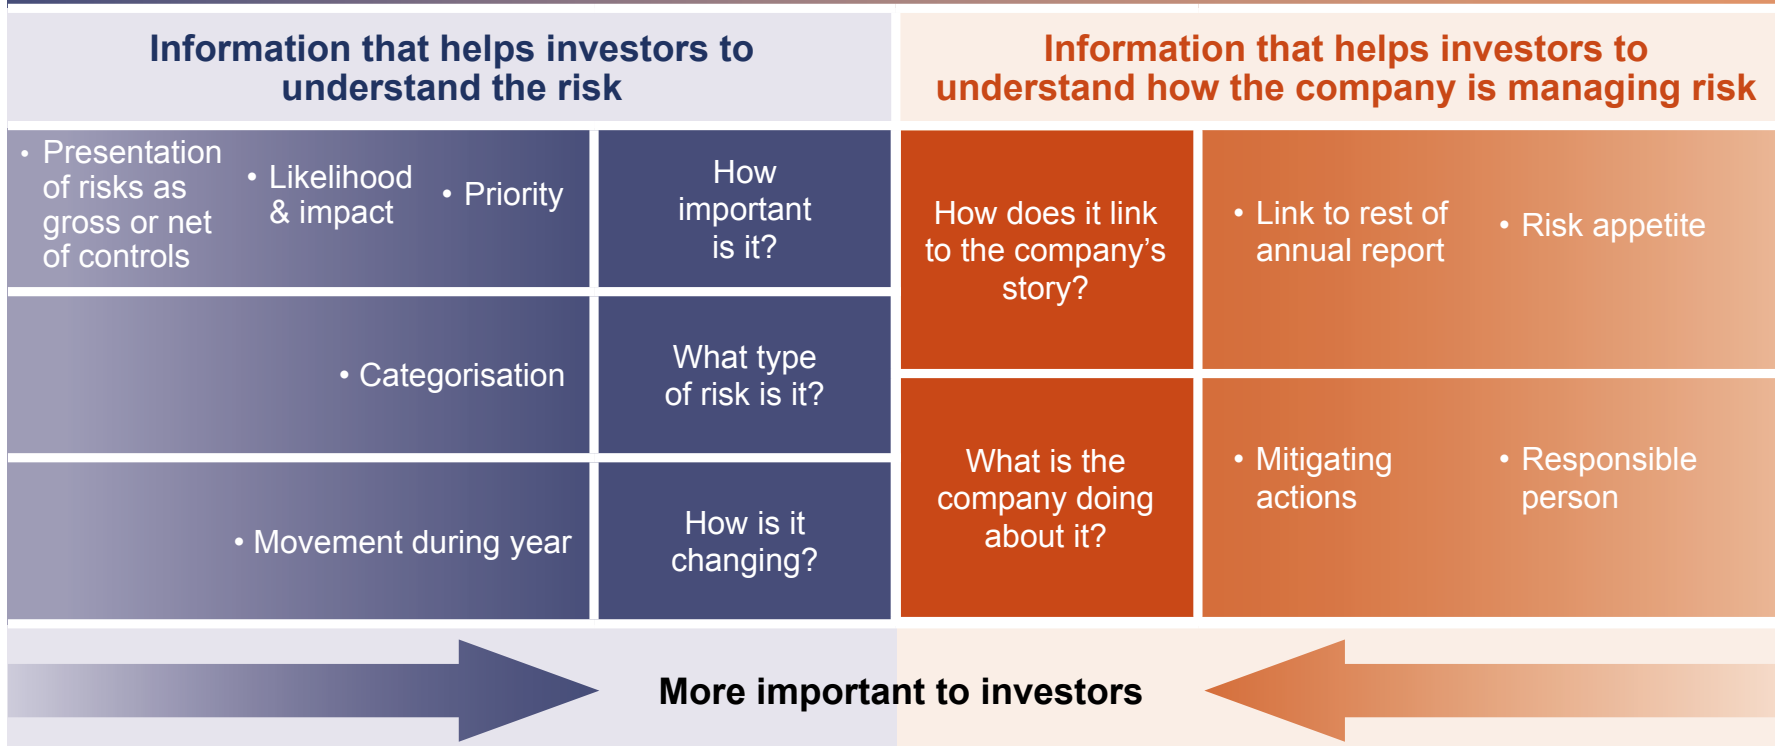 Information that helps investors to
understand the risk
Information that helps investors to
understand how the company is managing risk
• Presentation
of risks as
gross or net
of controls
• Likelihood
& impact
• Priority
How
important
is it?
• Categorisation
What type
of risk is it?
• Movement during year
How is it
changing?
How does it link
to the company’s
story?
• Link to rest of
annual report
• Risk appetite
What is the
company doing
about it?
• Mitigating
actions
• Responsible
person
More important to investors